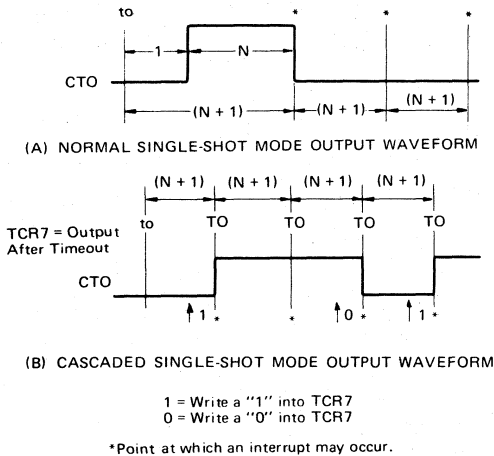 to * * *
1 N
CTO
(N + 1) (N + 1) (N + 1)
(A) NORMAL SINGLE-SHOT MODE OUTPUT WAVEFORM
(N + 1) (N + 1) (N + 1) (N + 1)
to TO TO TO TO
TCR7 = Output
After Timeout
CTO
1 * * 0 * 1 *
(B) CASCADED SINGLE-SHOT MODE OUTPUT WAVEFORM
1 = Write a "1" into TCR7
0 = Write a "0" into TCR7
*Point at which an interrupt may occur.